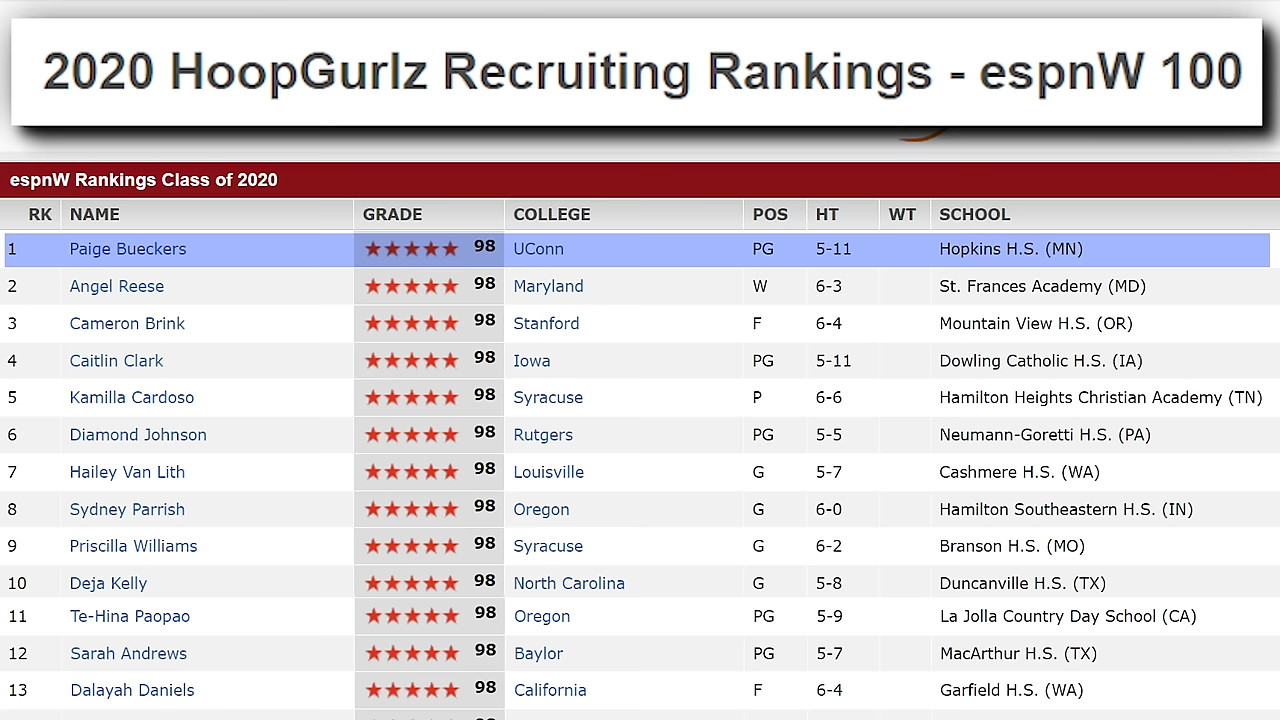 2020 HoopGurlz Recruiting Rankings - espnW 100
espnW Rankings Class of 2020
RK NAME GRADE COLLEGE POS HT WT SCHOOL
1 Paige Bueckers ★★★★★ 98 UConn PG 5-11 Hopkins H.S. (MN)
2 Angel Reese ★★★★★ 98 Maryland W 6-3 St. Frances Academy (MD)
3 Cameron Brink ★★★★★ 98 Stanford F 6-4 Mountain View H.S. (OR)
4 Caitlin Clark ★★★★★ 98 Iowa PG 5-11 Dowling Catholic H.S. (IA)
5 Kamilla Cardoso ★★★★★ 98 Syracuse P 6-6 Hamilton Heights Christian Academy (TN)
6 Diamond Johnson ★★★★★ 98 Rutgers PG 5-5 Neumann-Goretti H.S. (PA)
7 Hailey Van Lith ★★★★★ 98 Louisville G 5-7 Cashmere H.S. (WA)
8 Sydney Parrish ★★★★★ 98 Oregon G 6-0 Hamilton Southeastern H.S. (IN)
9 Priscilla Williams ★★★★★ 98 Syracuse G 6-2 Branson H.S. (MO)
10 Deja Kelly ★★★★★ 98 North Carolina G 5-8 Duncanville H.S. (TX)
11 Te-Hina Paopao ★★★★★ 98 Oregon PG 5-9 La Jolla Country Day School (CA)
12 Sarah Andrews ★★★★★ 98 Baylor PG 5-7 MacArthur H.S. (TX)
13 Dalayah Daniels ★★★★★ 98 California F 6-4 Garfield H.S. (WA)